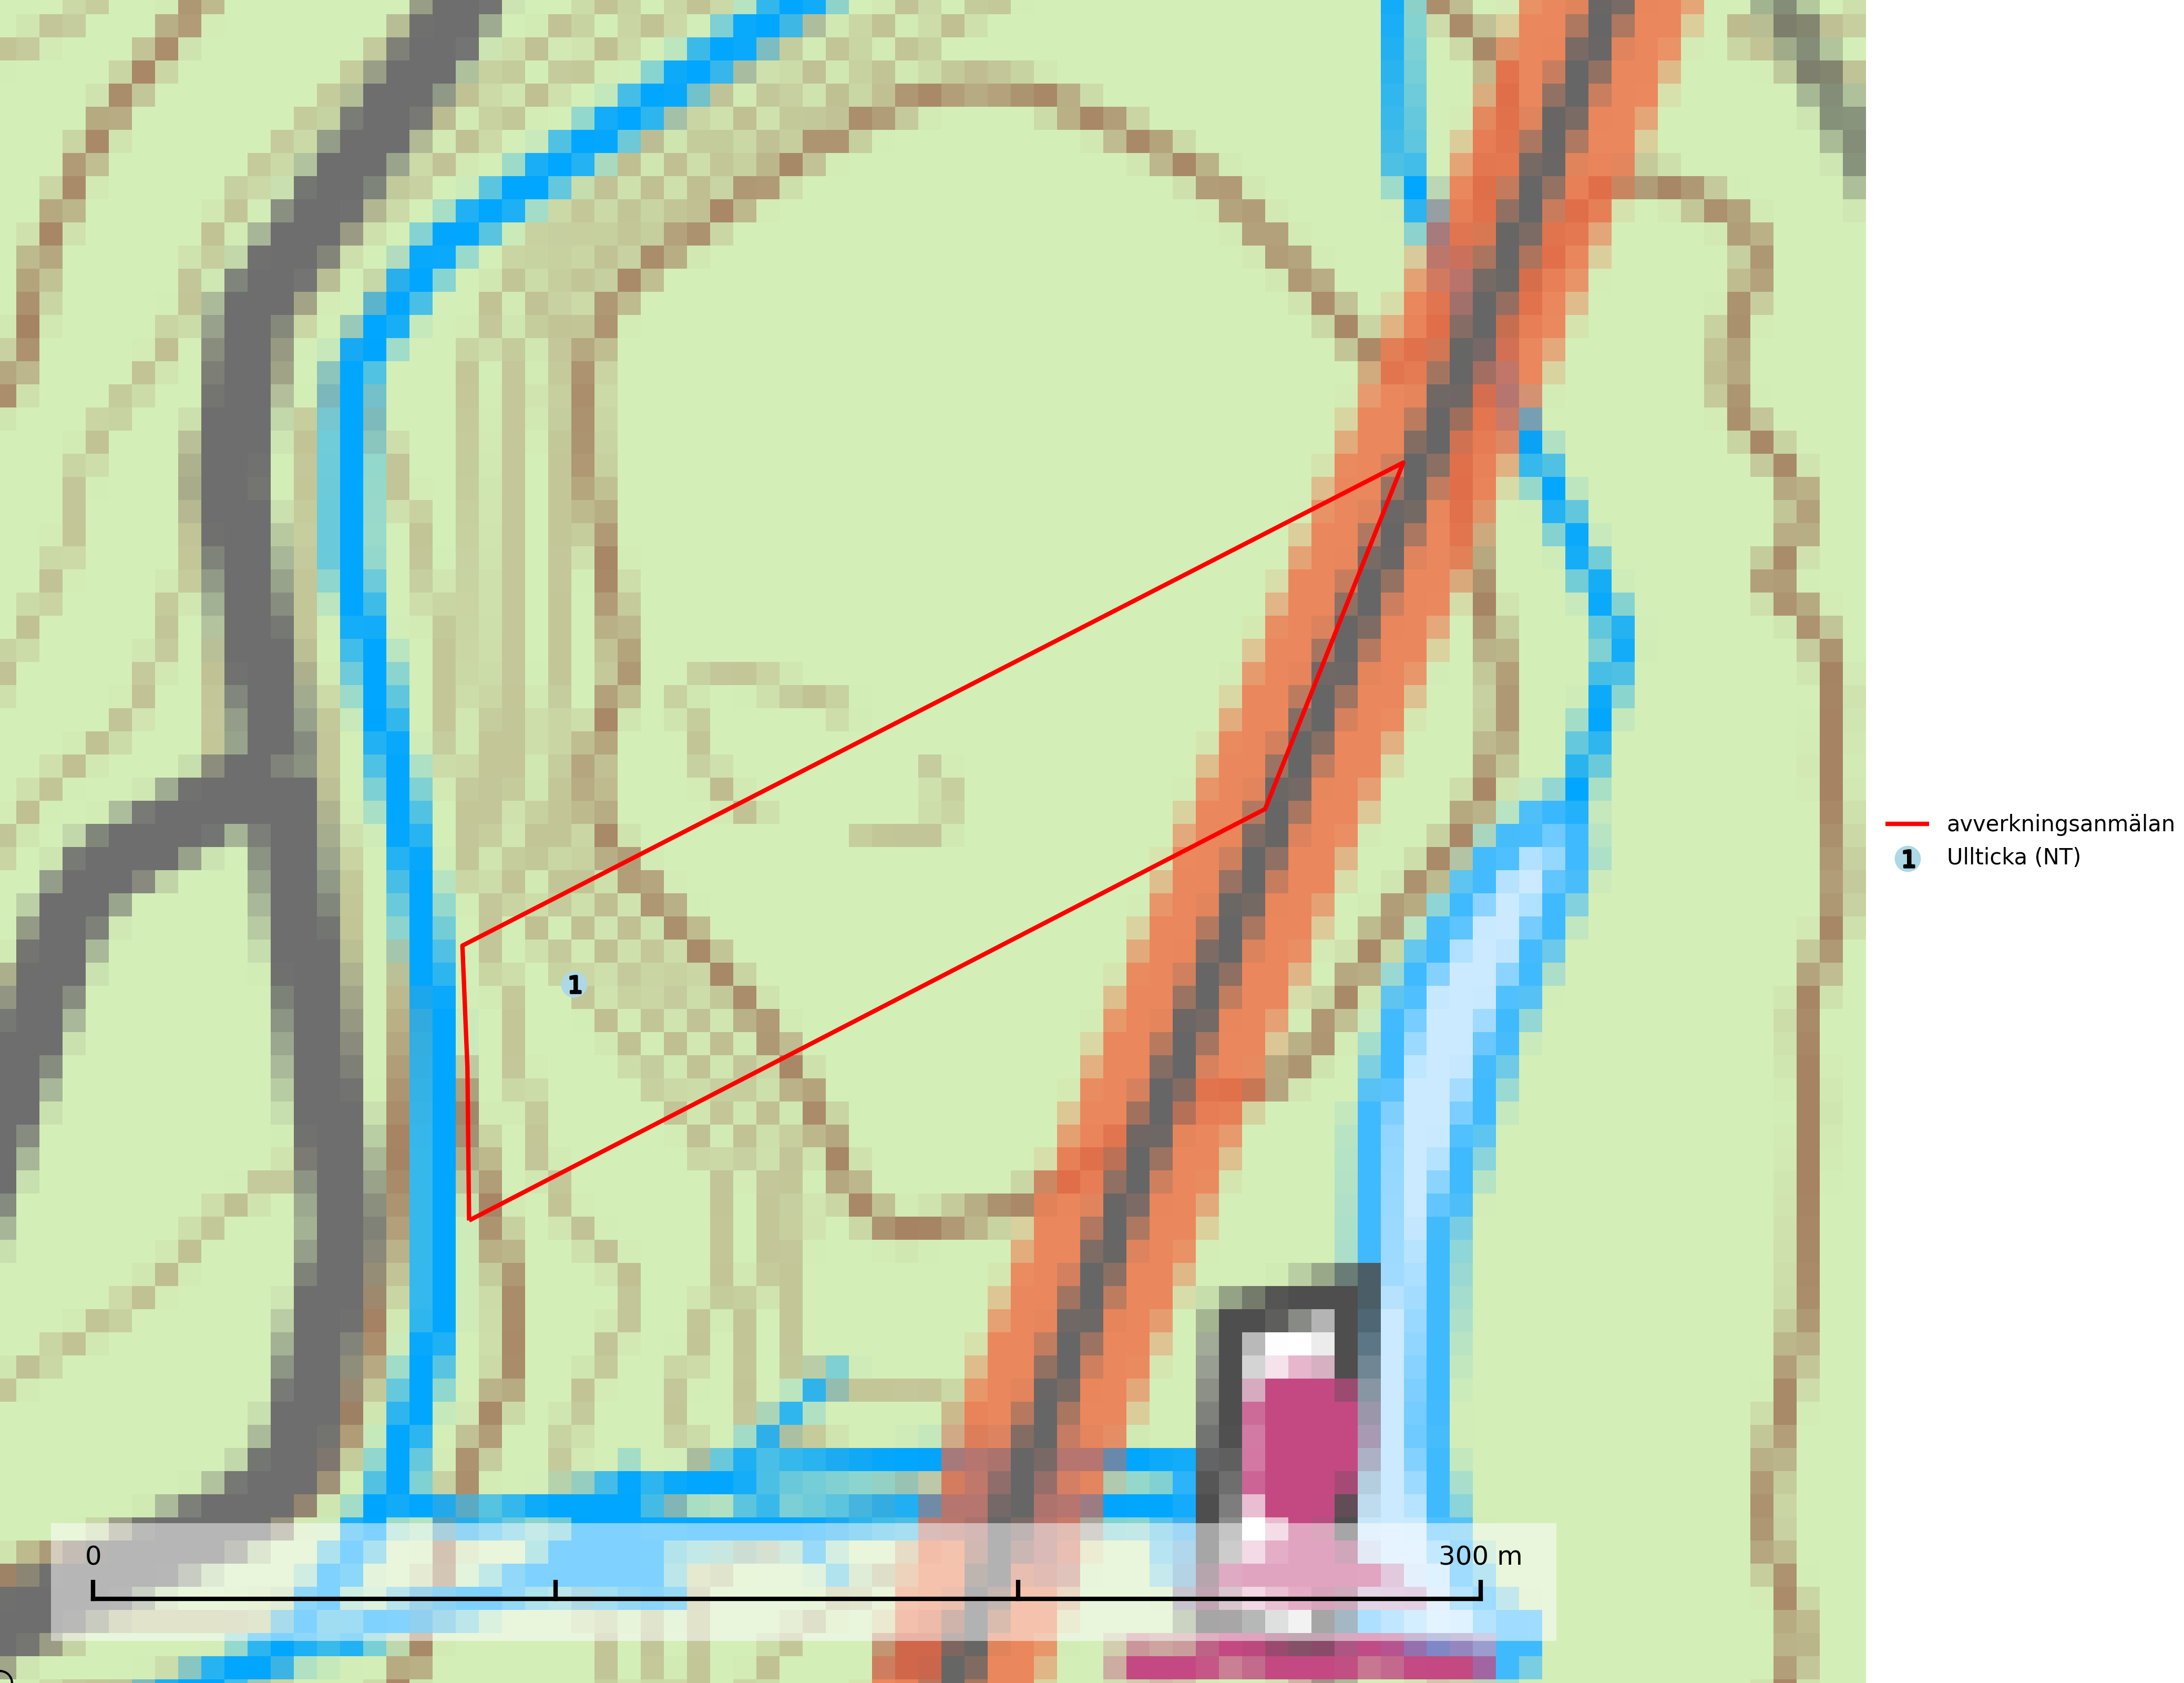 avverkningsanmälan
1 Ullticka (NT)
1
0 300 m